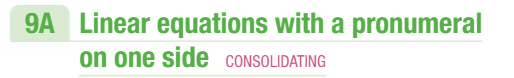 9A Linear equations with a pronumeral
on one side CONSOLIDATING